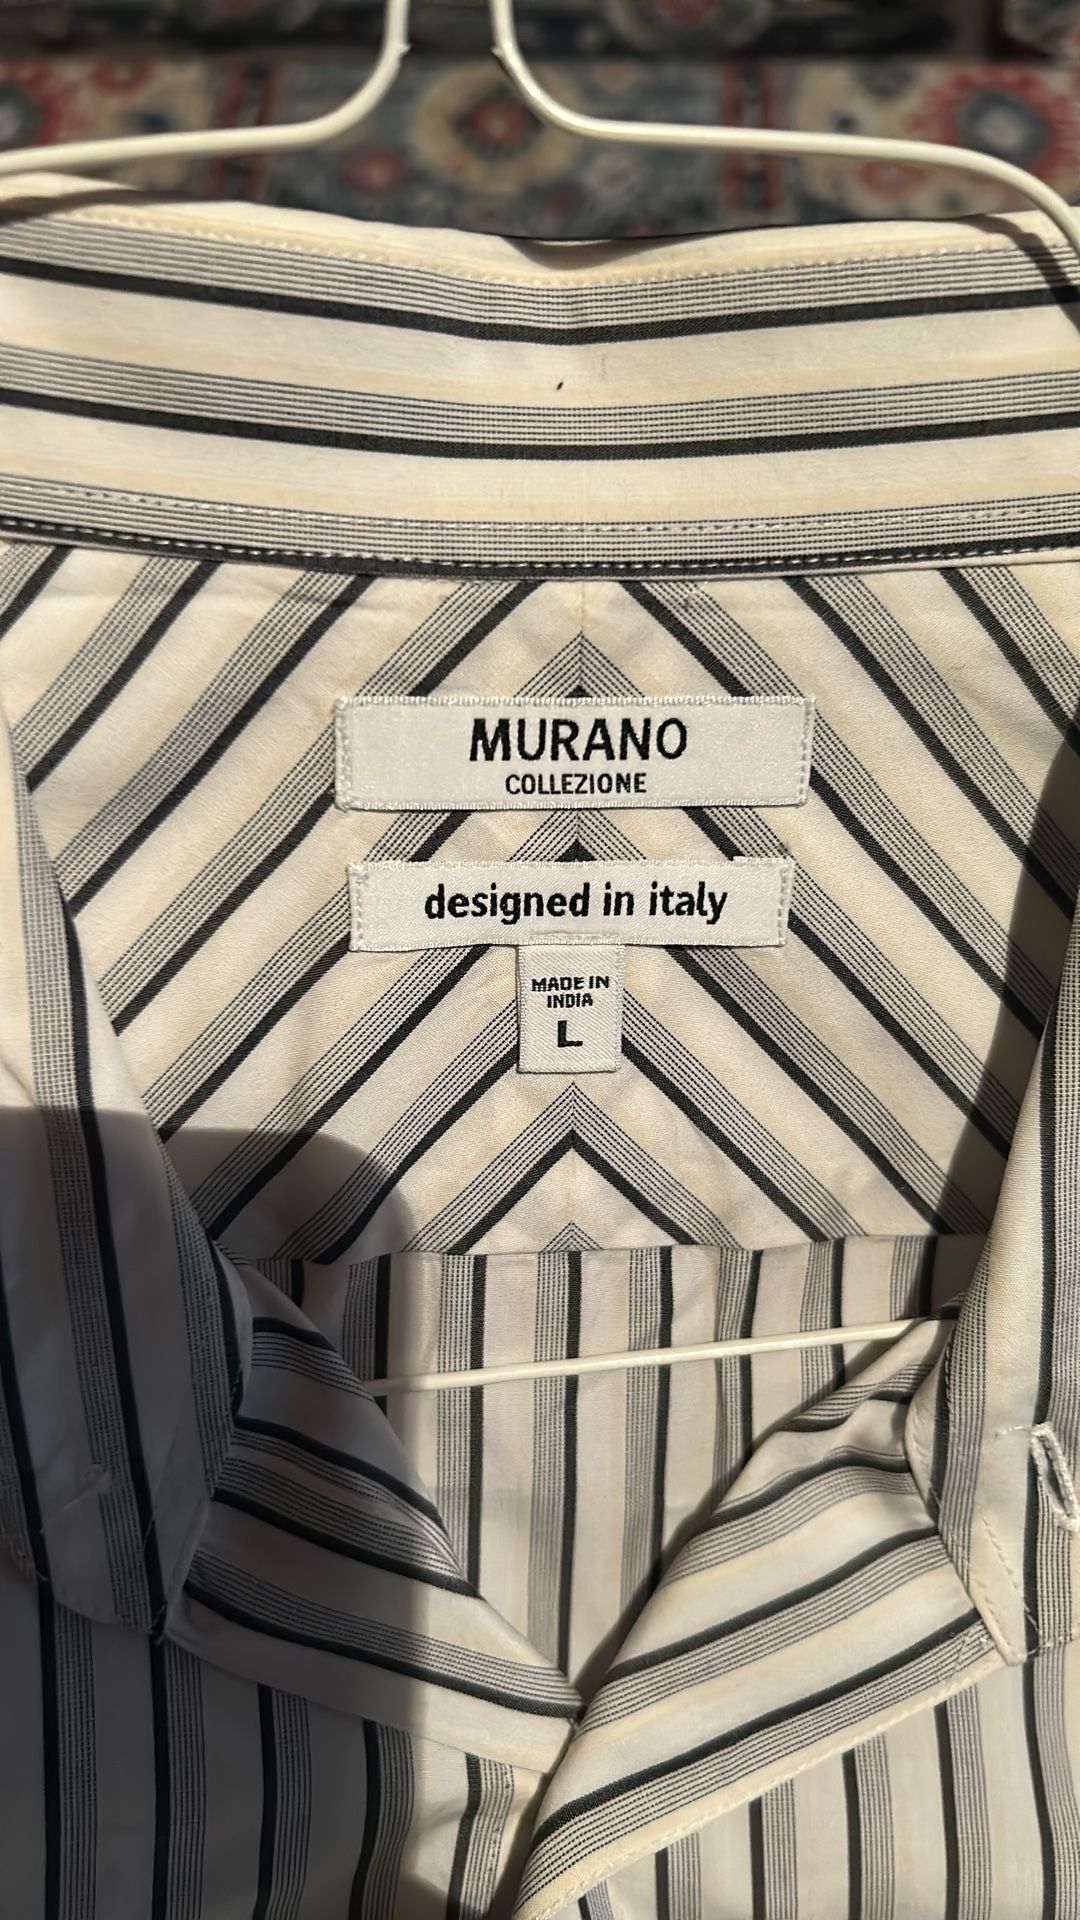 MURANO
COLLEZIONE
designed in italy
MADE IN
INDIA
L